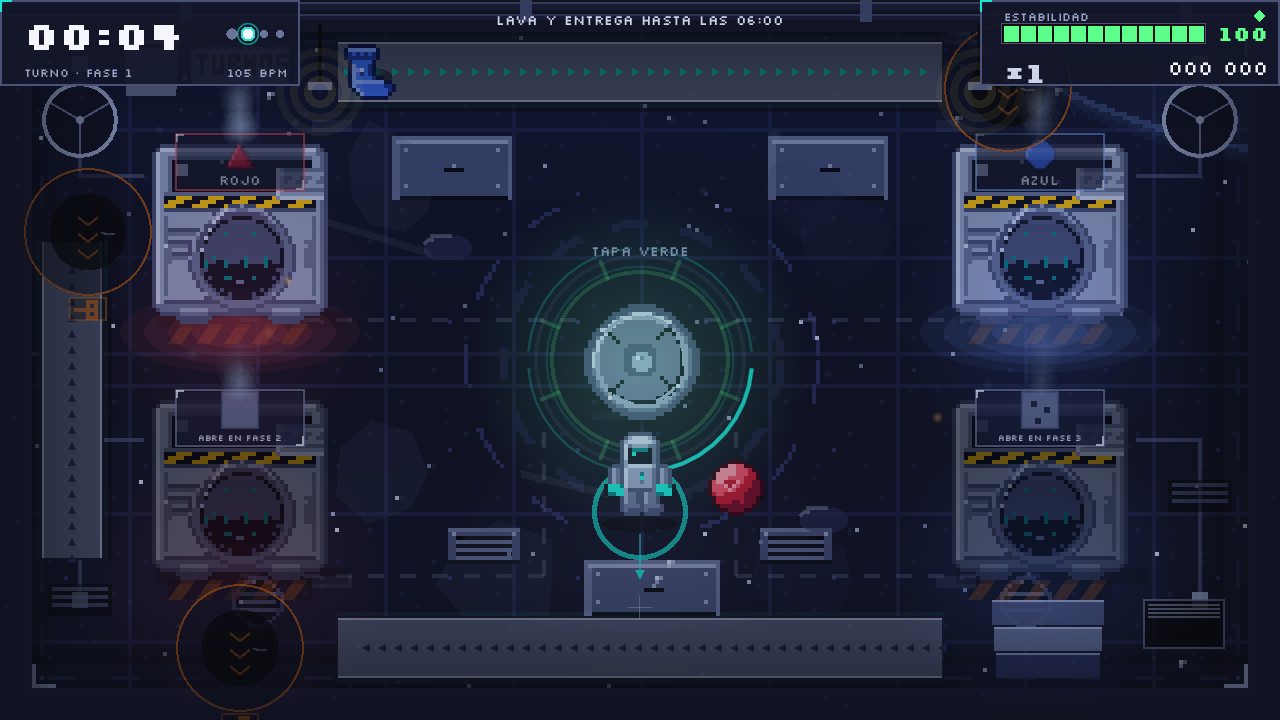 LAVA Y ENTREGA HASTA LAS 06:00
00:04
TURNO · FASE 1
105 BPM
ESTABILIDAD
100
x1
000 000
ROJO
AZUL
TAPA VERDE
ABRE EN FASE 2
ABRE EN FASE 3